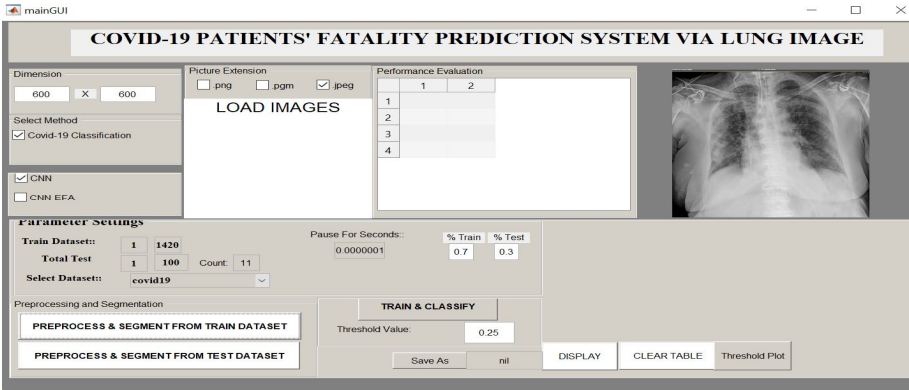 mainGUI
COVID-19 PATIENTS' FATALITY PREDICTION SYSTEM VIA LUNG IMAGE
Dimension
600 X 600
Select Method
Covid-19 Classification
CNN
CNN EFA
Picture Extension
.png .pgm .jpeg
LOAD IMAGES
Performance Evaluation
1 2
1
2
3
4
Parameter Settings
Train Dataset:: 1 1420
Total Test 1 100 Count: 11
Select Dataset:: covid19
Pause For Seconds::
0.0000001
% Train % Test
0.7 0.3
Preprocessing and Segmentation
PREPROCESS & SEGMENT FROM TRAIN DATASET
PREPROCESS & SEGMENT FROM TEST DATASET
TRAIN & CLASSIFY
Threshold Value: 0.25
Save As nil DISPLAY CLEAR TABLE Threshold Plot